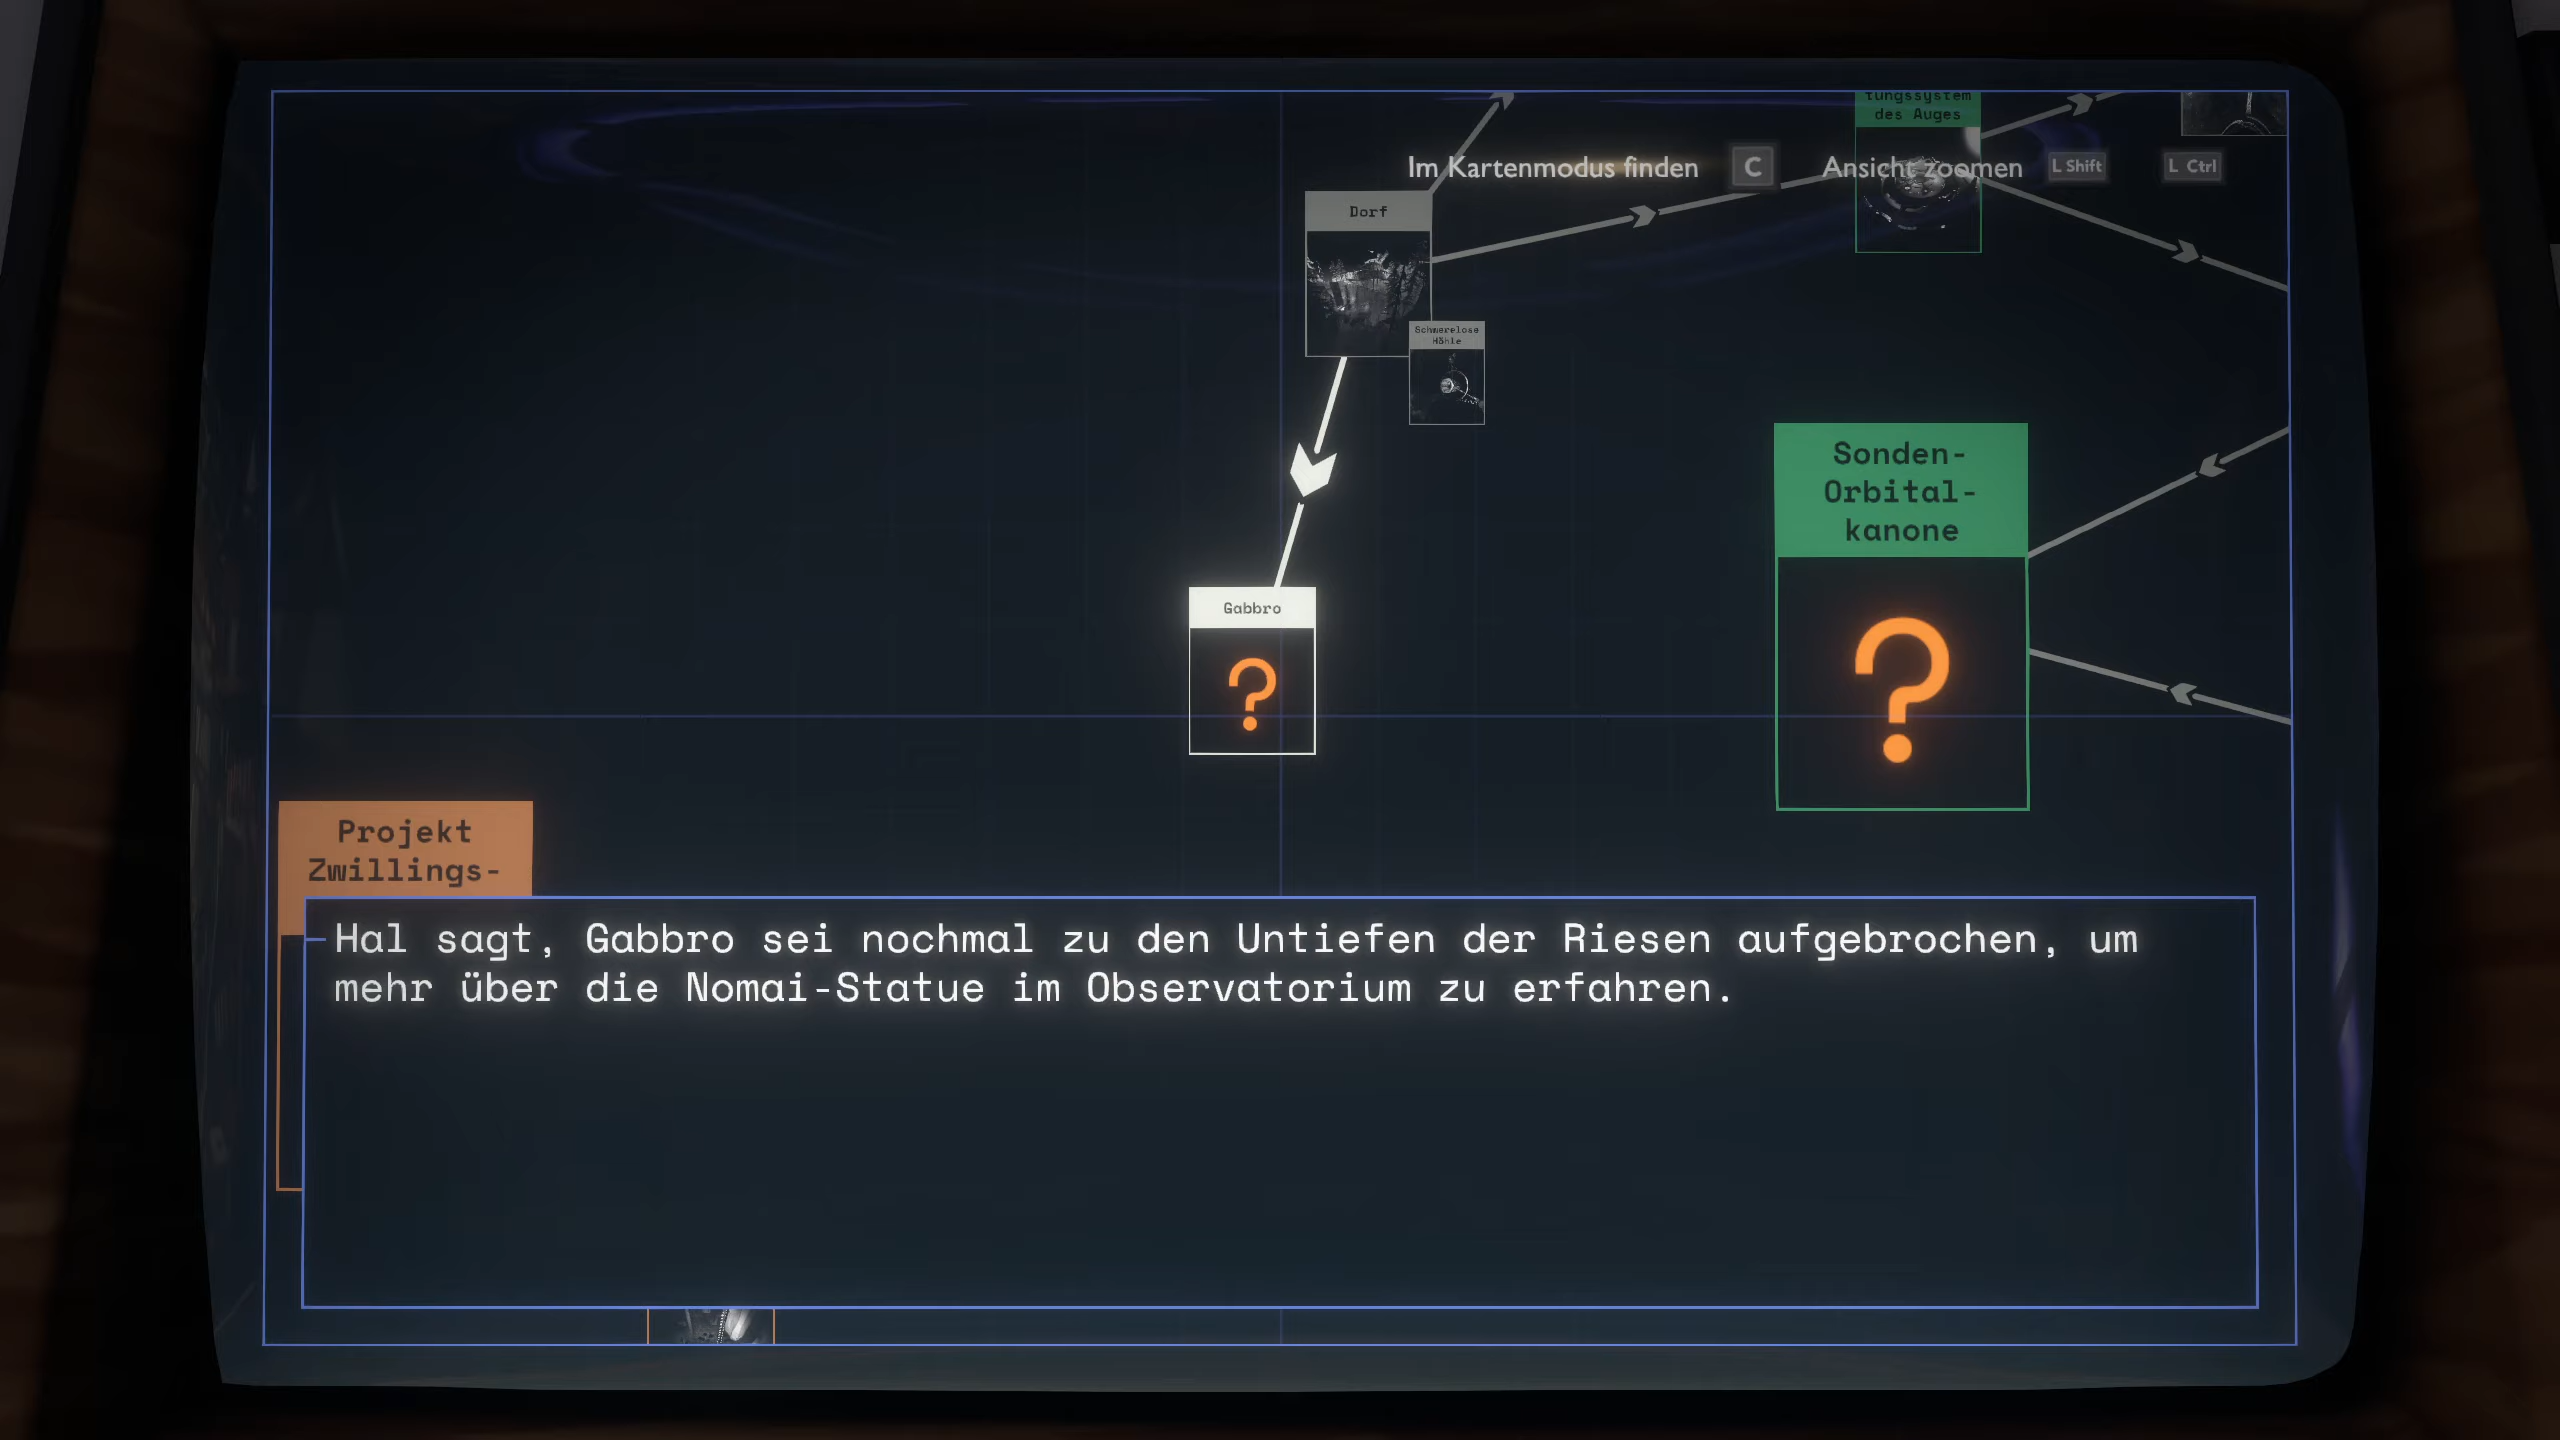 tungssystem
des Auges
Im Kartenmodus finden C Ansicht zoomen L Shift L Ctrl
Dorf
Schwerelose
Höhle
Sonden-
Orbital-
kanone
Gabbro
?
?
Projekt
Zwillings-
Hal sagt, Gabbro sei nochmal zu den Untiefen der Riesen aufgebrochen, um
mehr über die Nomai-Statue im Observatorium zu erfahren.